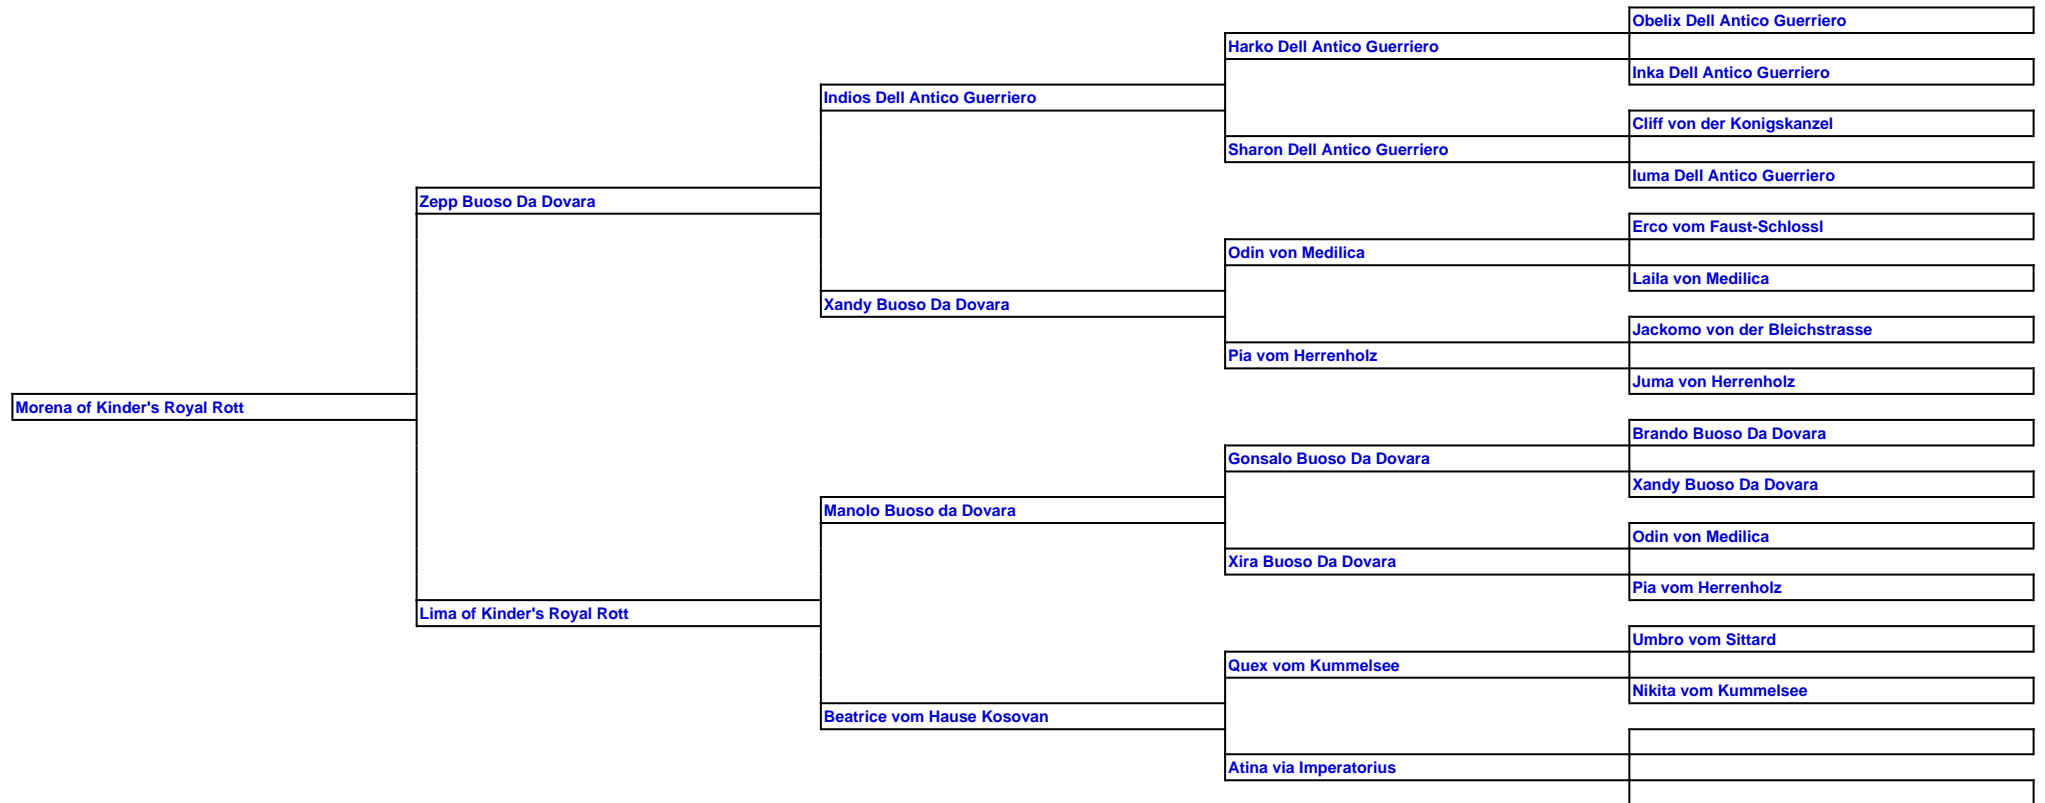 Obelix Dell Antico Guerriero
Harko Dell Antico Guerriero
Inka Dell Antico Guerriero
Indios Dell Antico Guerriero
Cliff von der Konigskanzel
Sharon Dell Antico Guerriero
Iuma Dell Antico Guerriero
Zepp Buoso Da Dovara
Erco vom Faust-Schlossl
Odin von Medilica
Laila von Medilica
Xandy Buoso Da Dovara
Jackomo von der Bleichstrasse
Pia vom Herrenholz
Juma von Herrenholz
Morena of Kinder's Royal Rott
Brando Buoso Da Dovara
Gonsalo Buoso Da Dovara
Xandy Buoso Da Dovara
Manolo Buoso da Dovara
Odin von Medilica
Xira Buoso Da Dovara
Pia vom Herrenholz
Lima of Kinder's Royal Rott
Umbro vom Sittard
Quex vom Kummelsee
Nikita vom Kummelsee
Beatrice vom Hause Kosovan
Atina via Imperatorius